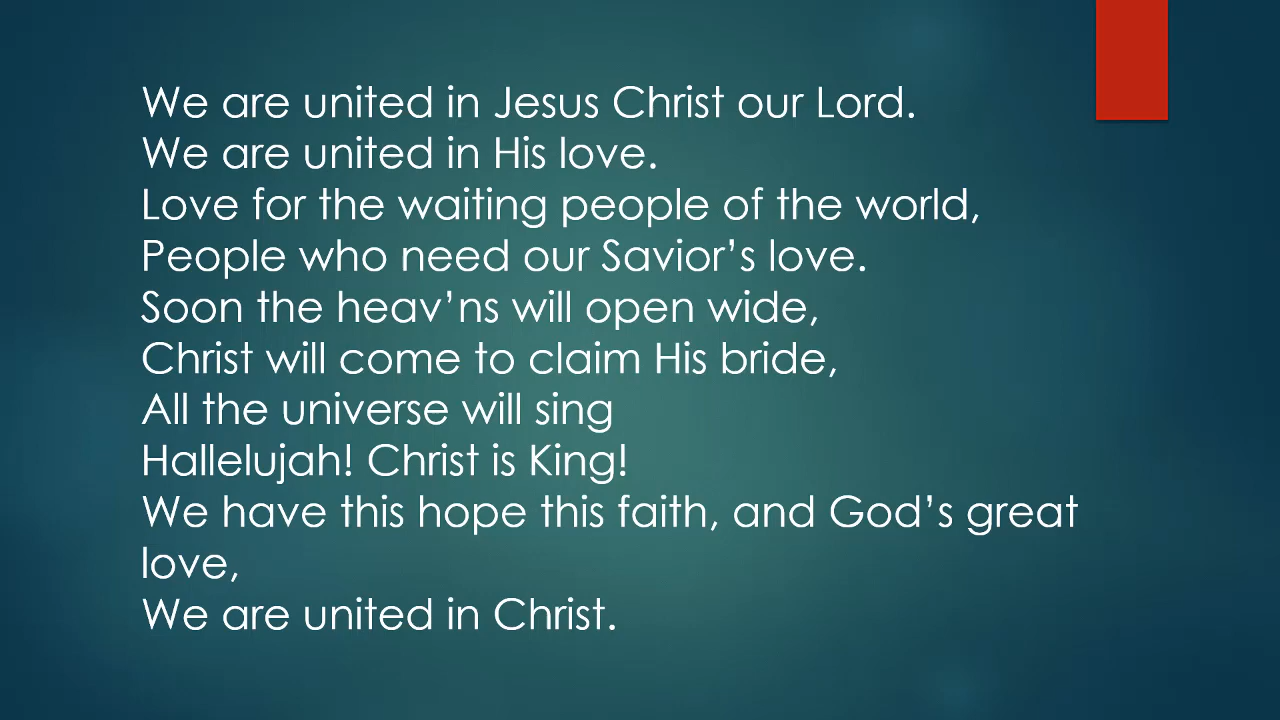 We are united in Jesus Christ our Lord.
We are united in His love.
Love for the waiting people of the world,
People who need our Savior’s love.
Soon the heav’ns will open wide,
Christ will come to claim His bride,
All the universe will sing
Hallelujah! Christ is King!
We have this hope this faith, and God’s great
love,
We are united in Christ.